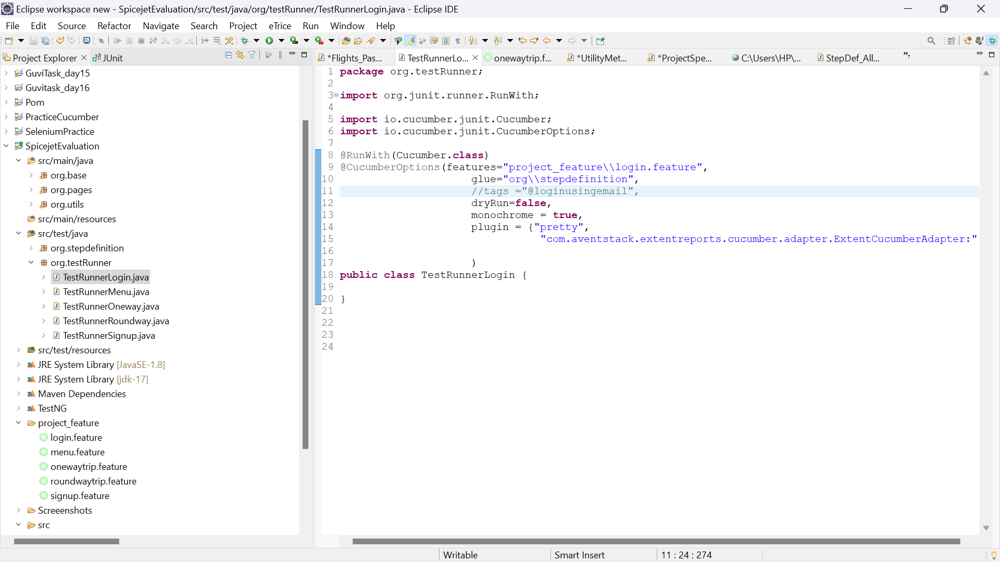 Eclipse workspace new - SpicejetEvaluation/src/test/java/org/testRunner/TestRunnerLogin.java - Eclipse IDE
File Edit Source Refactor Navigate Search Project eTrice Run Window Help
Project Explorer JUnit
*Flights_Pas... TestRunnerLo... onewaytrip.f... *UtilityMet... *ProjectSpe... C:\Users\HP\... StepDef_All... »7
GuviTask_day15
Guvitask_day16
Pom
PracticeCucumber
SeleniumPractice
SpicejetEvaluation
src/main/java
org.base
org.pages
org.utils
src/main/resources
src/test/java
org.stepdefinition
org.testRunner
TestRunnerLogin.java
TestRunnerMenu.java
TestRunnerOneway.java
TestRunnerRoundway.java
TestRunnerSignup.java
src/test/resources
JRE System Library [JavaSE-1.8]
JRE System Library [jdk-17]
Maven Dependencies
TestNG
project_feature
login.feature
menu.feature
onewaytrip.feature
roundwaytrip.feature
signup.feature
Screeenshots
src
1 package org.testRunner;
2
3 import org.junit.runner.RunWith;
4
5 import io.cucumber.junit.Cucumber;
6 import io.cucumber.junit.CucumberOptions;
7
8 @RunWith(Cucumber.class)
9 @CucumberOptions(features="project_feature\\login.feature",
10 glue="org\\stepdefinition",
11 //tags ="@loginusingemail",
12 dryRun=false,
13 monochrome = true,
14 plugin = {"pretty",
15 "com.aventstack.extentreports.cucumber.adapter.ExtentCucumberAdapter:"
16
17 )
18 public class TestRunnerLogin {
19
20 }
21
22
23
24
Writable Smart Insert 11 : 24 : 274